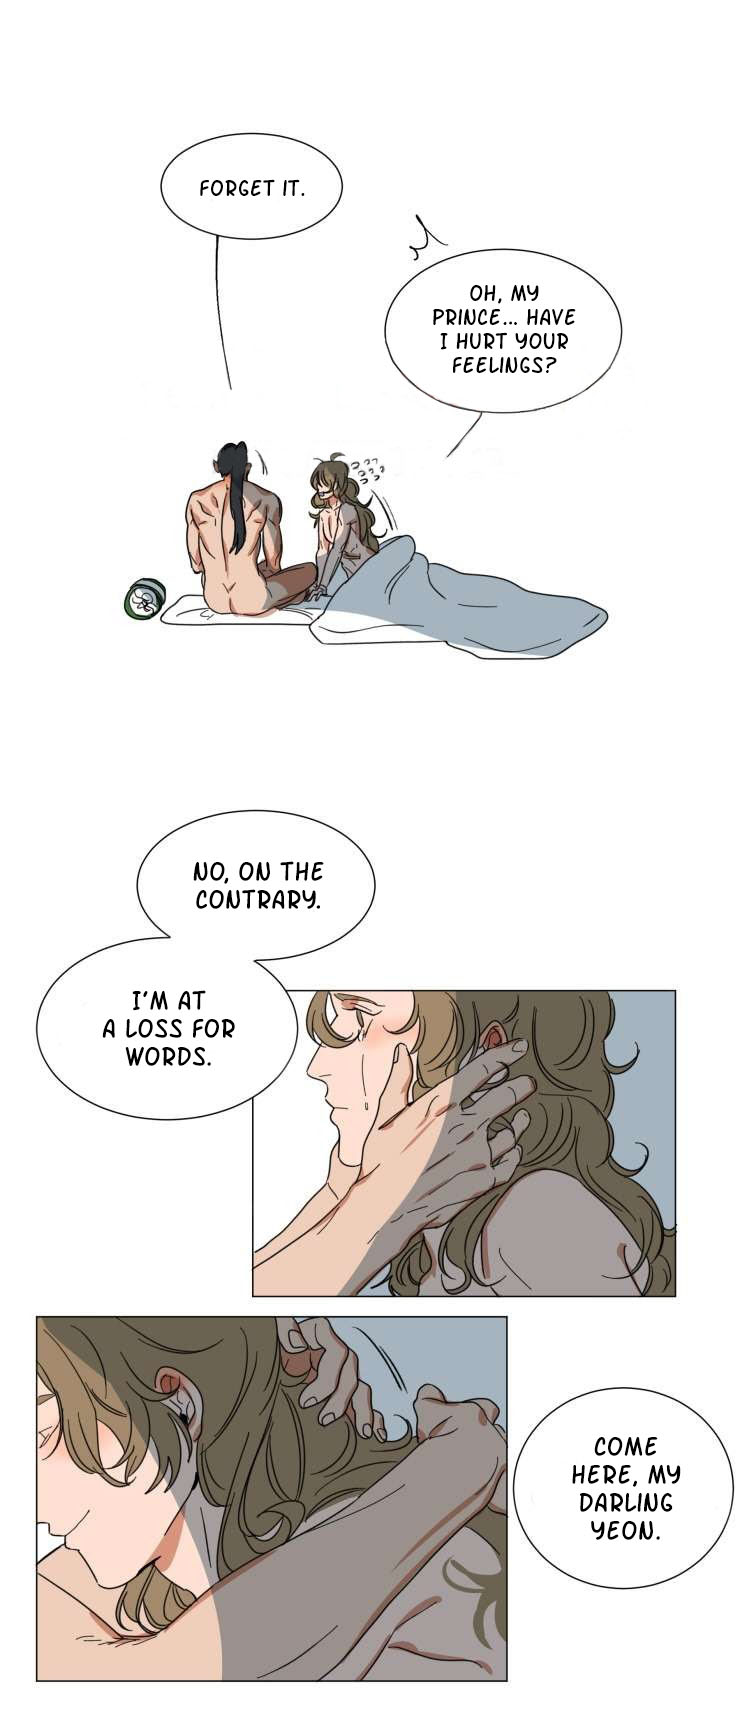 FORGET IT.
OH, MY
PRINCE... HAVE
I HURT YOUR
FEELINGS?
NO, ON THE
CONTRARY.
I'M AT
A LOSS FOR
WORDS.
COME
HERE, MY
DARLING
YEON.